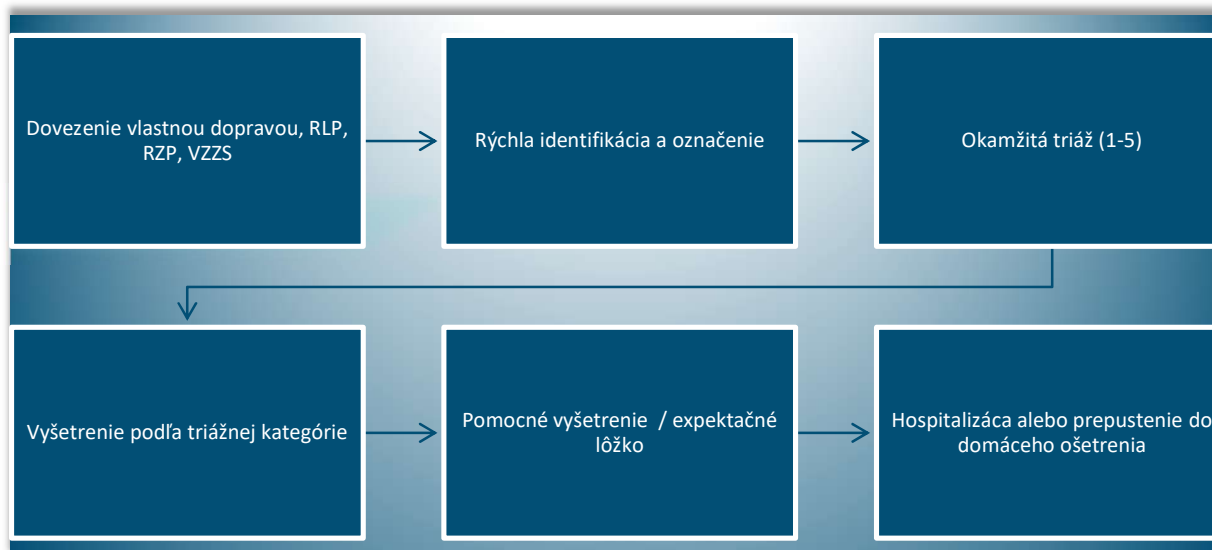 Dovezenie vlastnou dopravou, RLP,
RZP, VZZS
Rýchla identifikácia a označenie
Okamžitá triáž (1-5)
Vyšetrenie podľa triážnej kategórie
Pomocné vyšetrenie / expektačné
lôžko
Hospitalizáca alebo prepustenie do
domáceho ošetrenia